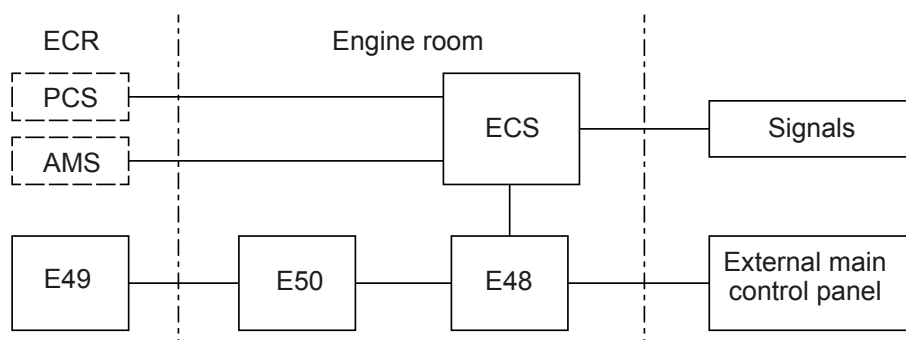 ECR
Engine room
PCS
ECS
Signals
AMS
E49
E50
E48
External main
control panel